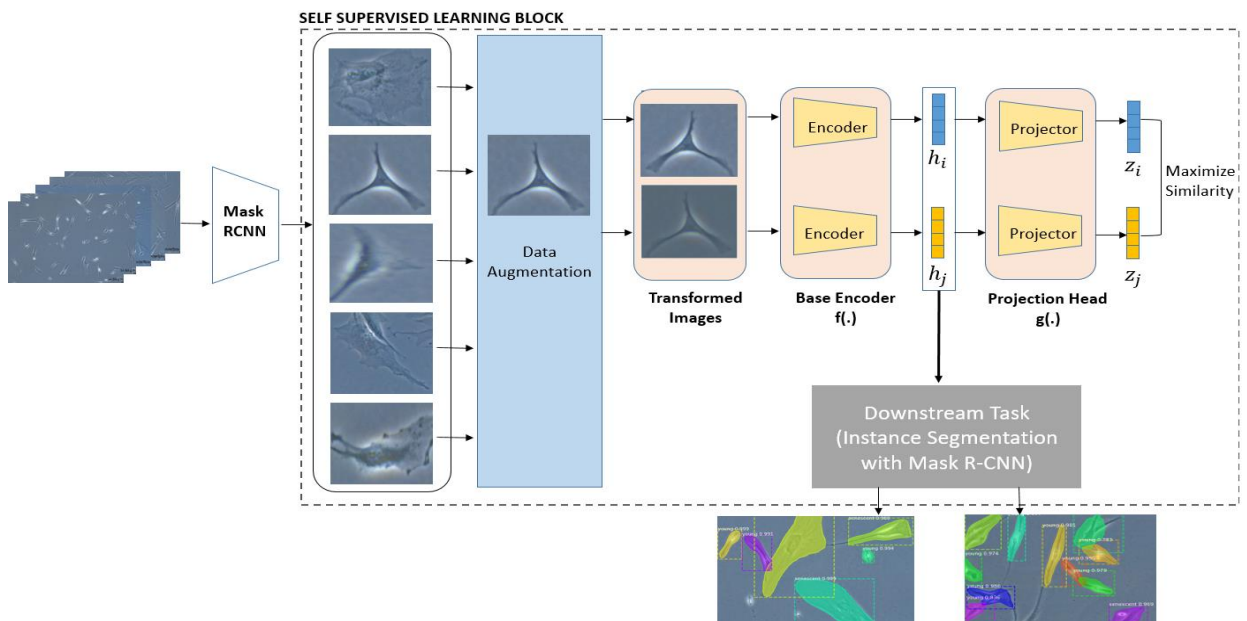 SELF SUPERVISED LEARNING BLOCK
Mask
RCNN
Data
Augmentation
Transformed
Images
Encoder
Encoder
Base Encoder
f(.)
h_i
h_j
Projector
Projector
Projection Head
g(.)
z_i
z_j
Maximize
Similarity
Downstream Task
(Instance Segmentation
with Mask R-CNN)